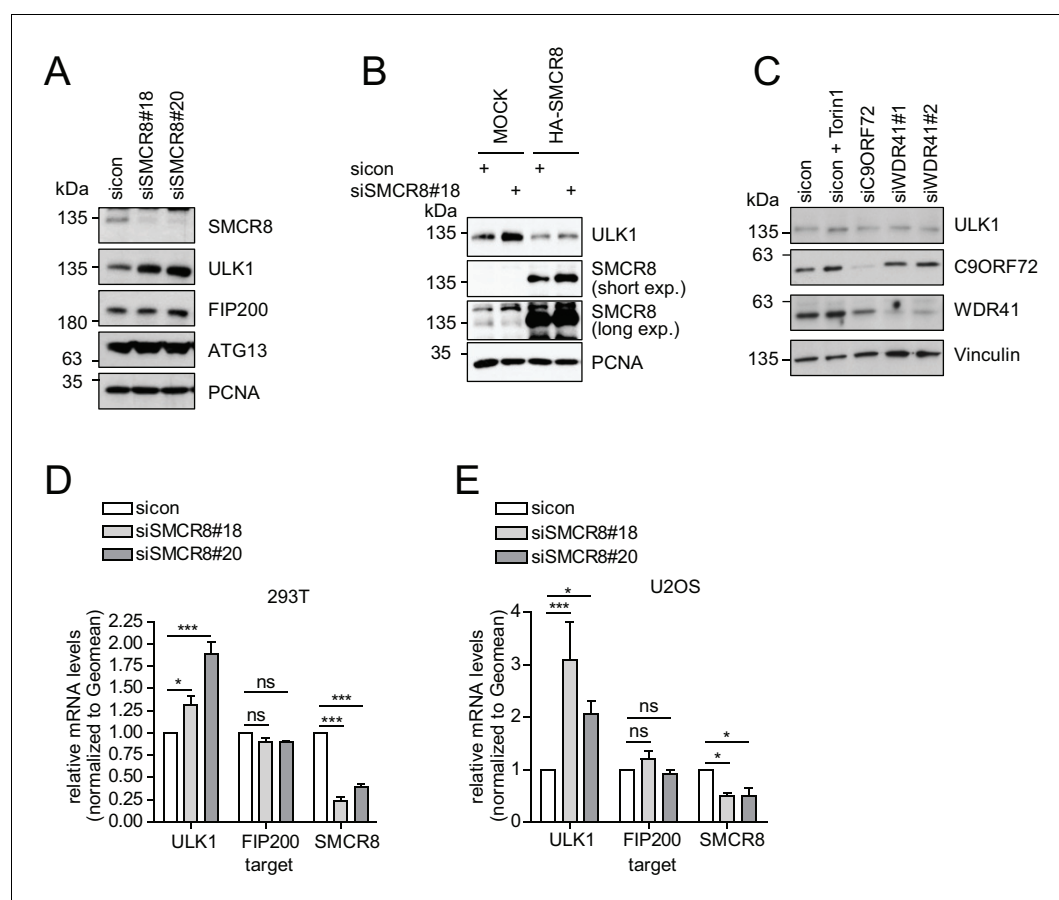 A
sicon
siSMCR8#18
siSMCR8#20
kDa
135
SMCR8
135
ULK1
FIP200
180
ATG13
63
35
PCNA
B
MOCK
HA-SMCR8
sicon + +
siSMCR8#18 + +
kDa
135
ULK1
135
SMCR8
(short exp.)
135
SMCR8
(long exp.)
35
PCNA
C
sicon
sicon + Torin1
siC9ORF72
siWDR41#1
siWDR41#2
kDa
135
ULK1
63
C9ORF72
63
WDR41
135
Vinculin
D
sicon
siSMCR8#18
siSMCR8#20
293T
relative mRNA levels
(normalized to Geomean)
2.25
2.00
1.75
1.50
1.25
1.00
0.75
0.50
0.25
0.00
***
*
ns
ns
***
***
ULK1 FIP200 SMCR8
target
E
sicon
siSMCR8#18
siSMCR8#20
U2OS
relative mRNA levels
(normalized to Geomean)
4
3
2
1
0
*
***
ns
ns
*
*
ULK1 FIP200 SMCR8
target